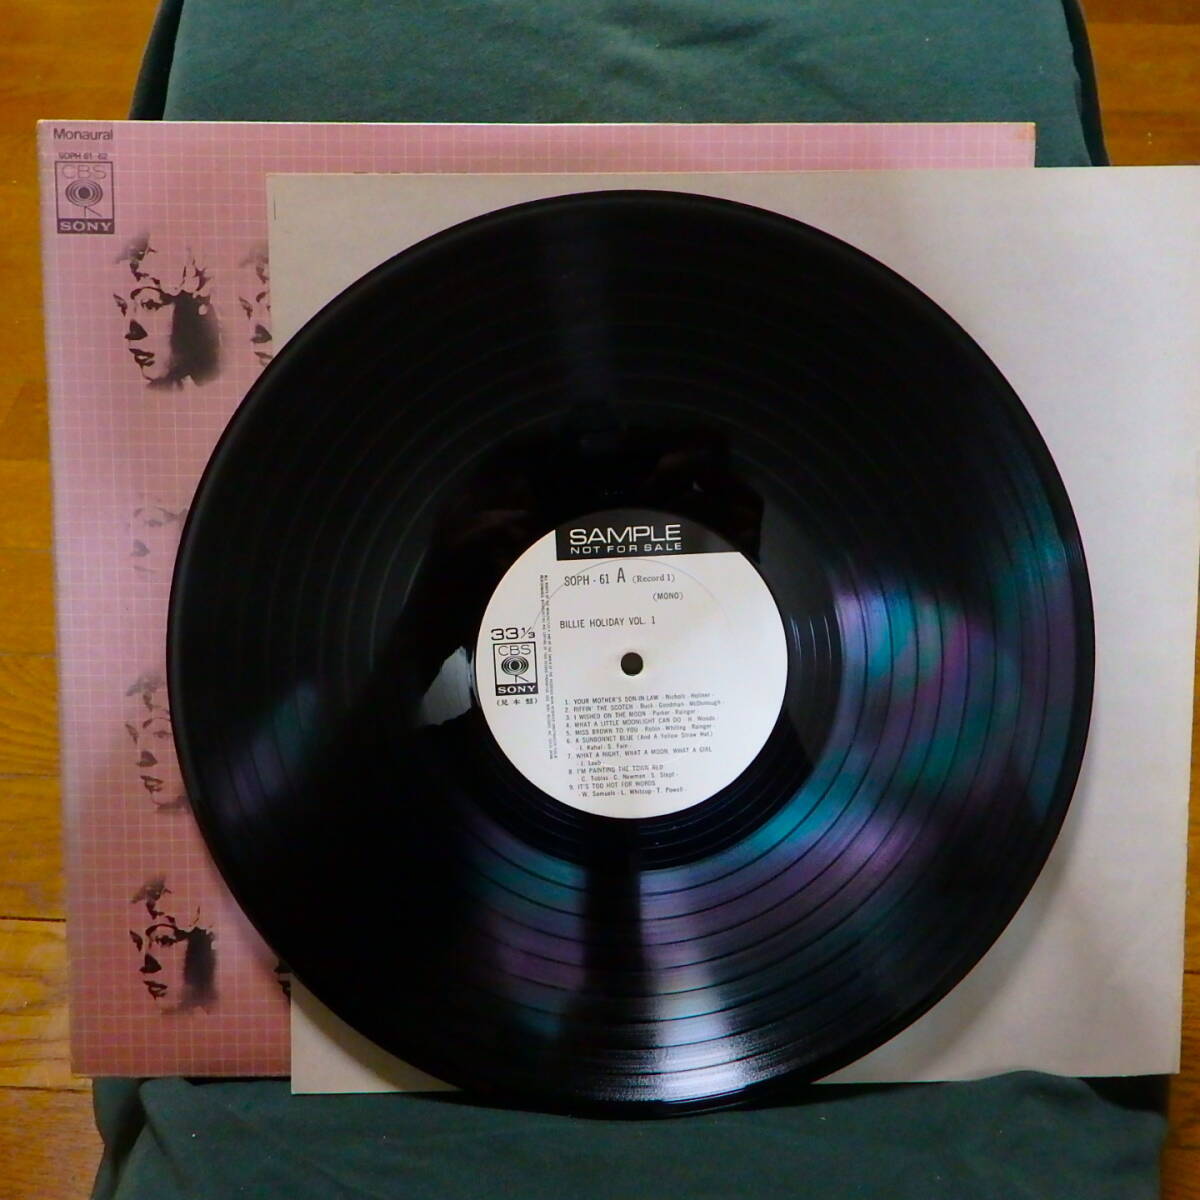 Monaural
SOPH 61-62
CBS
SONY
SAMPLE
NOT FOR SALE
SOPH - 61 A (Record 1)
(MONO)
BILLIE HOLIDAY VOL. 1
33 1/3
CBS
SONY
(見本盤)
1. YOUR MOTHER'S SON-IN-LAW - Nichols - Holiner -
2. RIFFIN' THE SCOTCH - Buck - Goodman - McDonough -
3. I WISHED ON THE MOON - Parker - Rainger -
4. WHAT A LITTLE MOONLIGHT CAN DO - H. Woods -
5. MISS BROWN TO YOU - Robin - Whiting - Rainger -
6. A SUNBONNET BLUE (And A Yellow Straw Hat)
- I. Kahal - S. Fain -
7. WHAT A NIGHT, WHAT A MOON, WHAT A GIRL
- J. Loeb -
8. I'M PAINTING THE TOWN RED
- C. Tobias - C. Newman - S. Stept -
9. IT'S TOO HOT FOR WORDS
- W. Samuels - L. Whitcup - T. Powell -